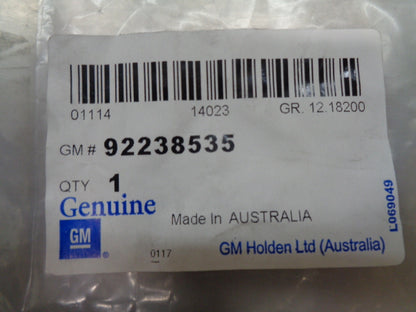 01114 14023 GR. 12.18200
GM # 92238535
QTY 1
Genuine
Made In AUSTRALIA
GM ®
0117
GM Holden Ltd (Australia)
L069049